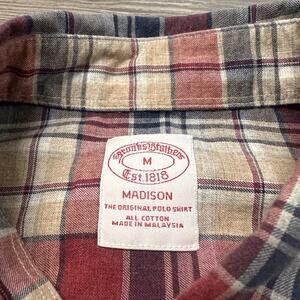 Brooks Brothers
M
Est. 1818
MADISON
THE ORIGINAL POLO SHIRT
ALL COTTON
MADE IN MALAYSIA